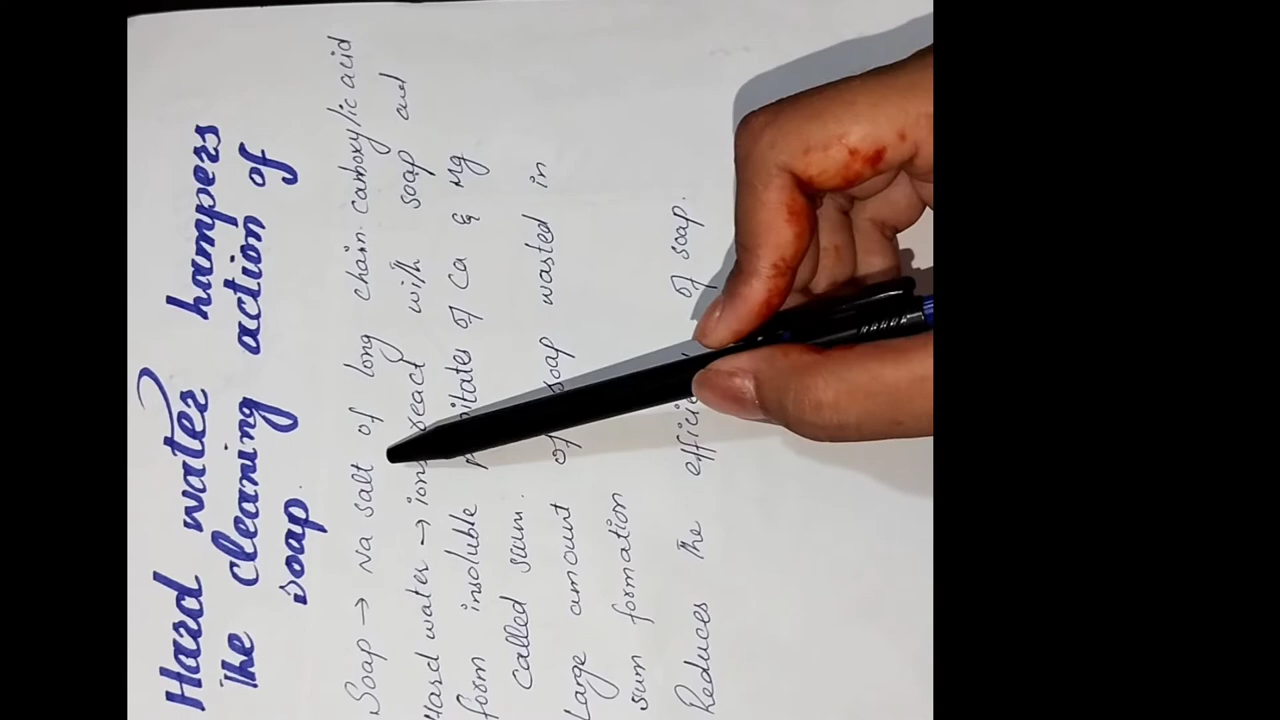 Hard water hampers
The cleaning action of
soap.
Soap → Na salt of long chain carboxylic acid
Hard water → ions react with soap and
form insoluble of Ca & Mg
called scum.
Large amount of soap wasted in
sum formation
Reduces the of soap.